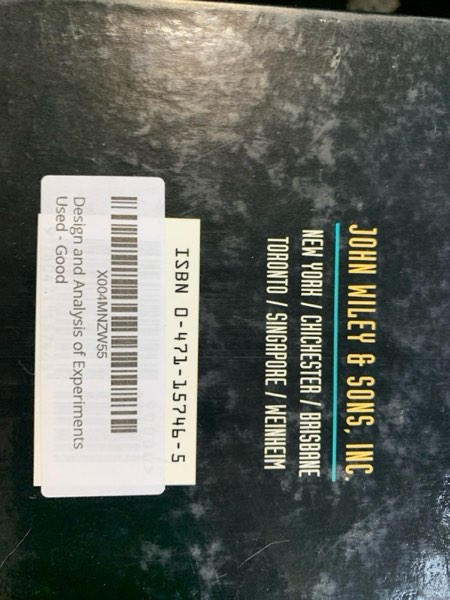 JOHN WILEY & SONS, INC.
NEW YORK / CHICHESTER / BRISBANE
TORONTO / SINGAPORE / WEINHEIM
ISBN 0-471-15746-5
X004MNZW55
Design and Analysis of Experiments
Used - Good